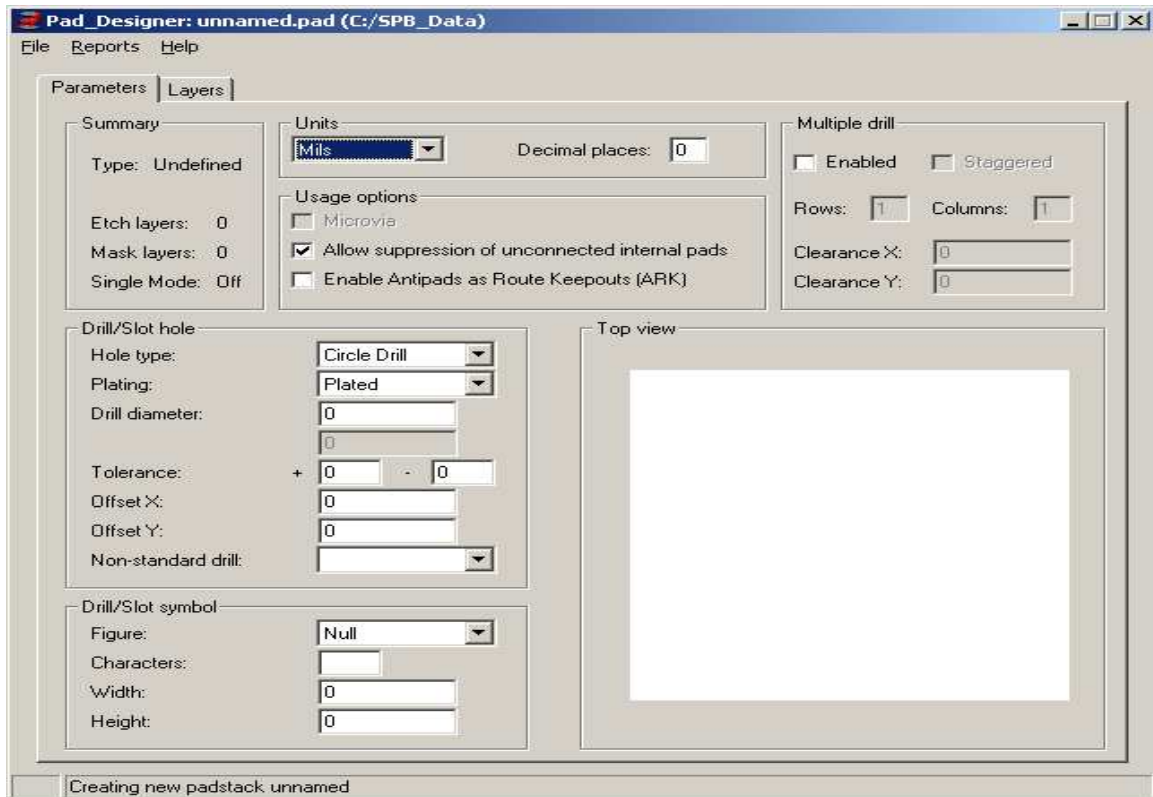 Pad_Designer: unnamed.pad (C:/SPB_Data)
File Reports Help
Parameters Layers
Summary
Type: Undefined
Etch layers: 0
Mask layers: 0
Single Mode: Off
Units
Mils
Decimal places: 0
Usage options
Microvia
Allow suppression of unconnected internal pads
Enable Antipads as Route Keepouts (ARK)
Multiple drill
Enabled Staggered
Rows: 1 Columns: 1
Clearance X: 0
Clearance Y: 0
Drill/Slot hole
Hole type: Circle Drill
Plating: Plated
Drill diameter: 0
0
Tolerance: + 0 - 0
Offset X: 0
Offset Y: 0
Non-standard drill:
Drill/Slot symbol
Figure: Null
Characters:
Width: 0
Height: 0
Top view
Creating new padstack unnamed